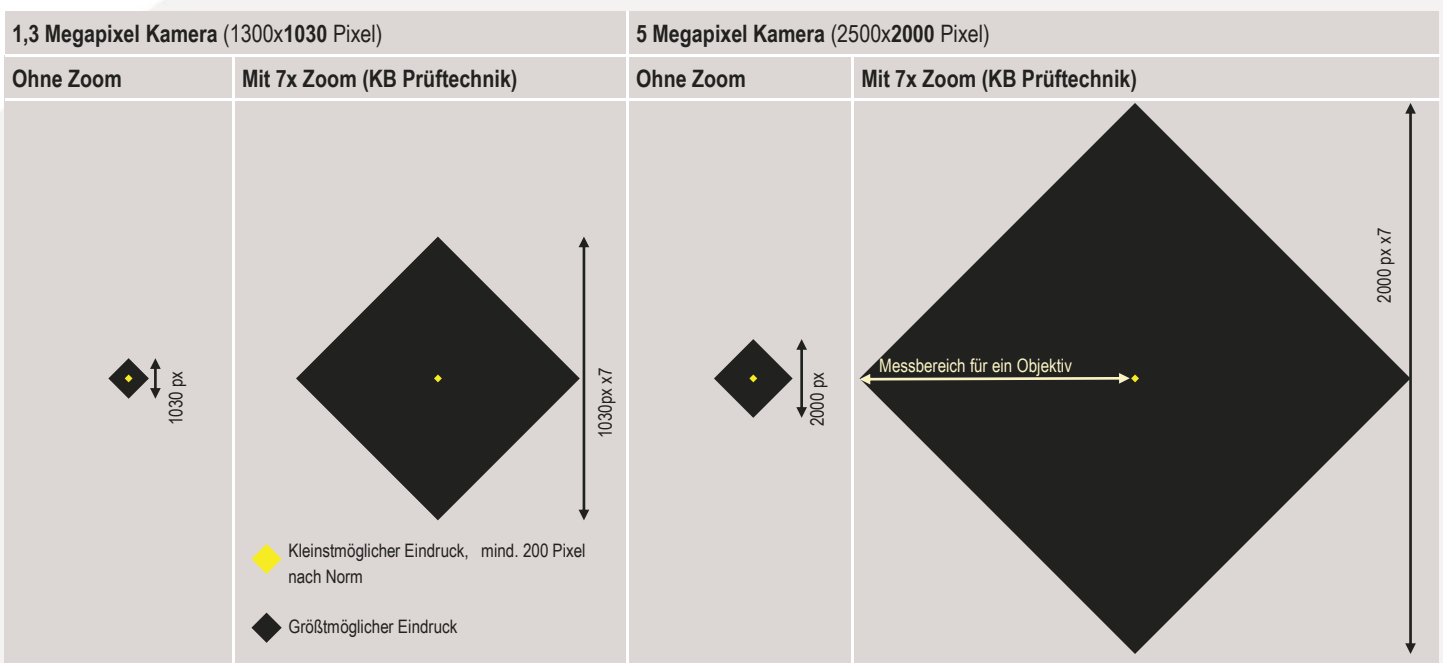 1,3 Megapixel Kamera (1300x1030 Pixel)
5 Megapixel Kamera (2500x2000 Pixel)
Ohne Zoom
Mit 7x Zoom (KB Prüftechnik)
Ohne Zoom
Mit 7x Zoom (KB Prüftechnik)
1030 px
1030px x7
Kleinstmöglicher Eindruck, mind. 200 Pixel
nach Norm
Größtmöglicher Eindruck
2000 px
Messbereich für ein Objektiv
2000 px x7